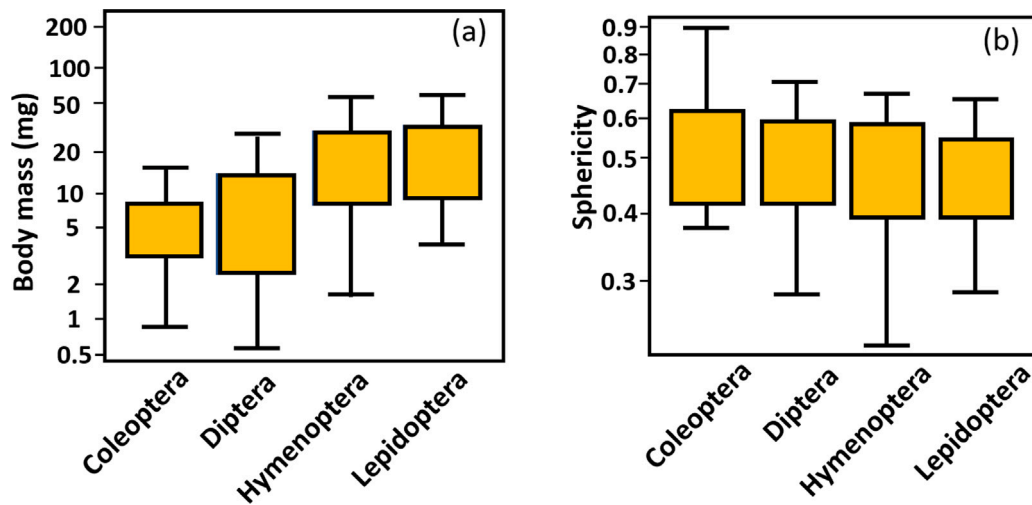 (a)
Body mass (mg)
200
100
50
20
10
5
2
1
0.5
Coleoptera
Diptera
Hymenoptera
Lepidoptera
(b)
Sphericity
0.9
0.8
0.7
0.6
0.5
0.4
0.3
Coleoptera
Diptera
Hymenoptera
Lepidoptera